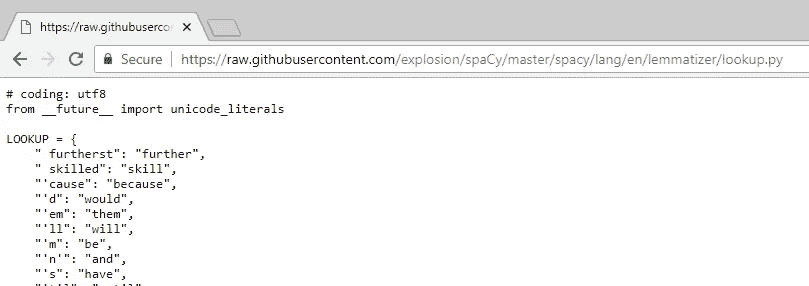 https://raw.githubuserco
Secure https://raw.githubusercontent.com/explosion/spaCy/master/spacy/lang/en/lemmatizer/lookup.py
# coding: utf8
from __future__ import unicode_literals
LOOKUP = {
" furtherst": "further",
" skilled": "skill",
"'cause": "because",
"'d": "would",
"'em": "them",
"'ll": "will",
"'m": "be",
"'n'": "and",
"'s": "have",